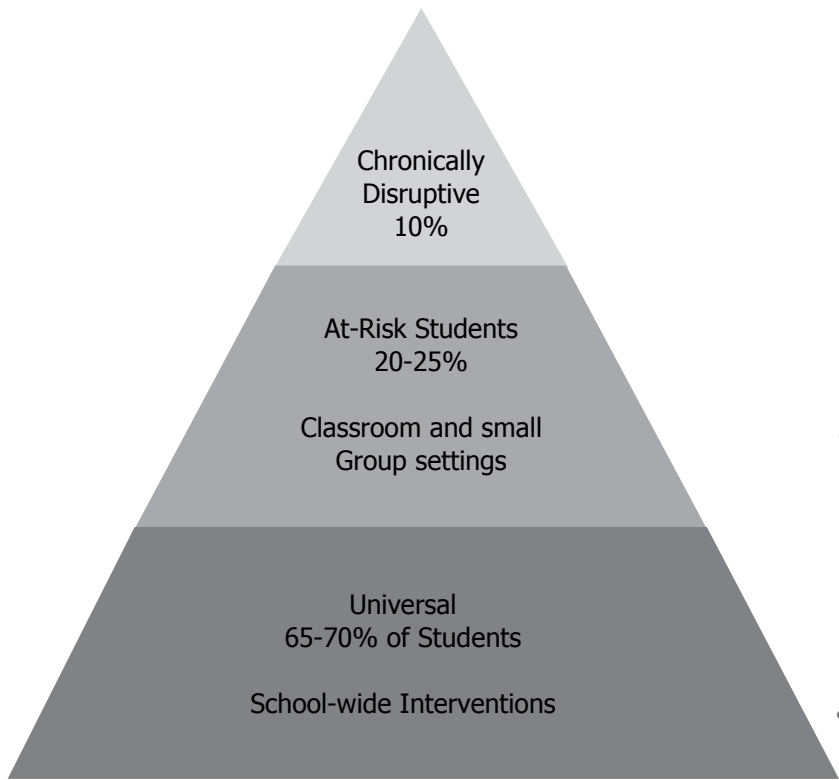 Chronically
Disruptive
10%
At-Risk Students
20-25%
Classroom and small
Group settings
Universal
65-70% of Students
School-wide Interventions